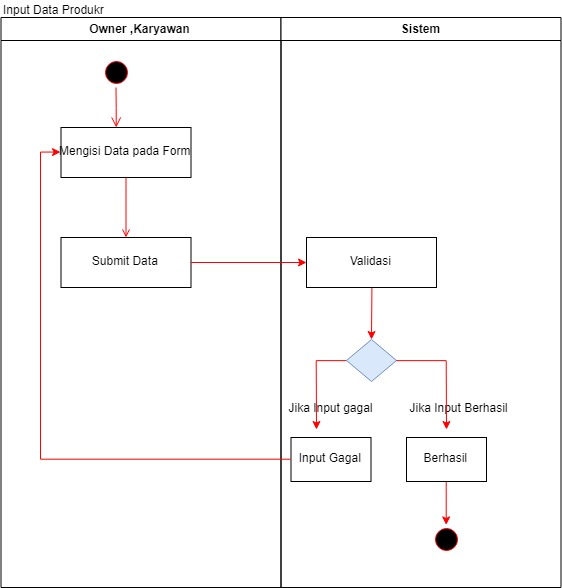 Input Data Produkr
Owner ,Karyawan
Sistem
Mengisi Data pada Form
Submit Data
Validasi
Jika Input gagal
Jika Input Berhasil
Input Gagal
Berhasil